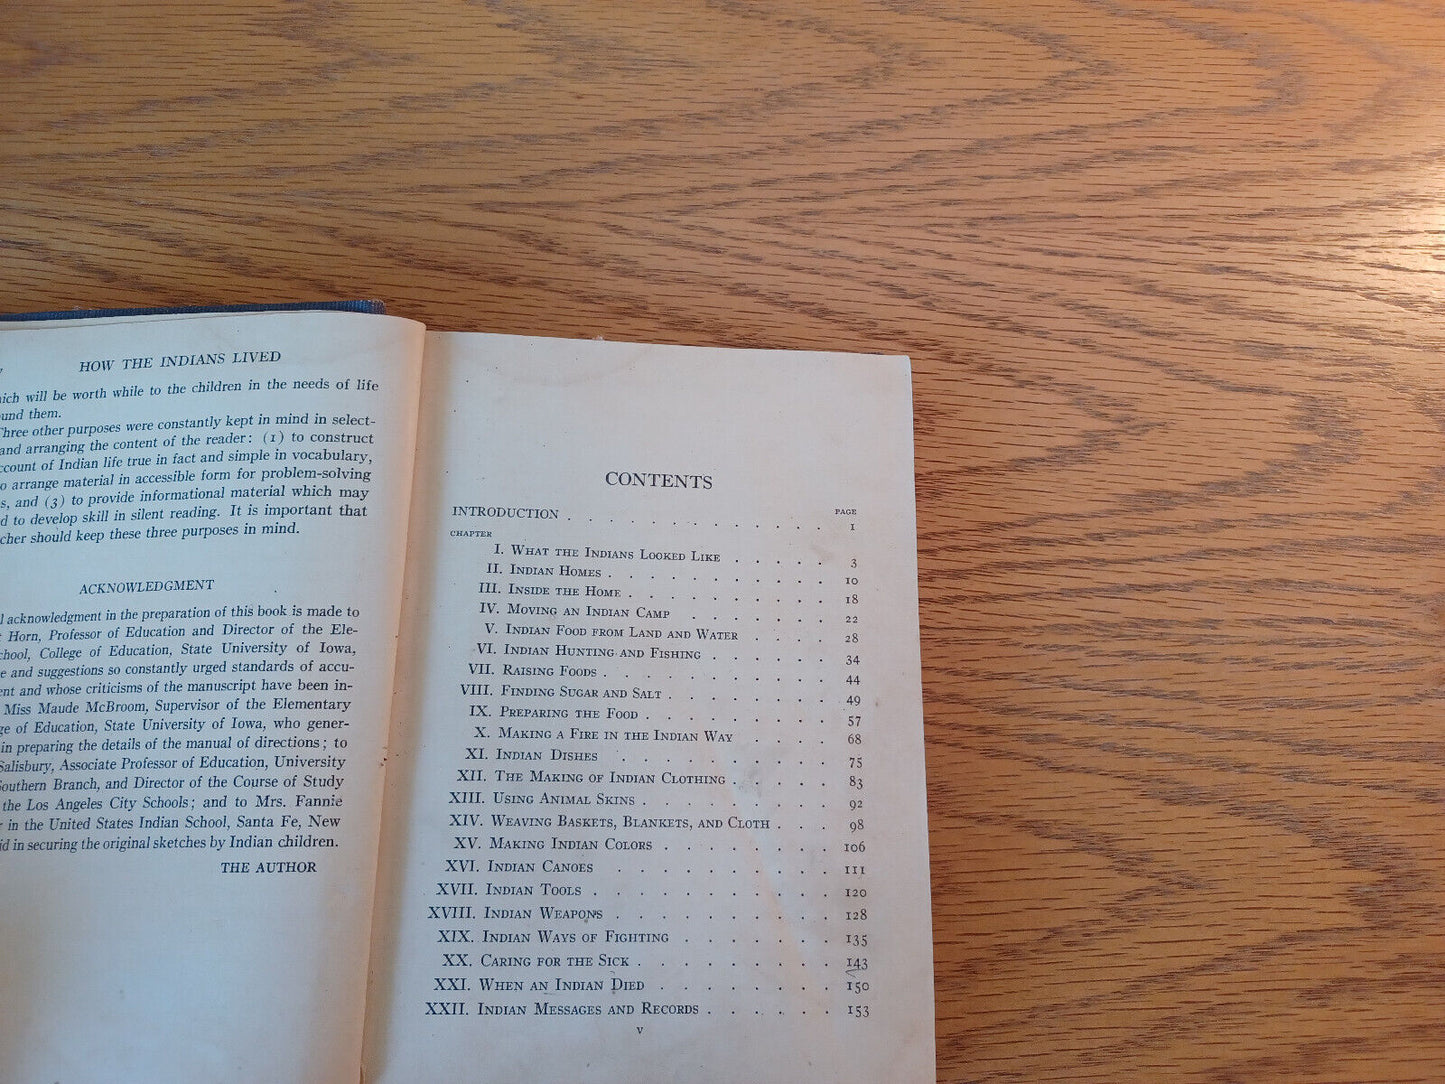 HOW THE INDIANS LIVED
which will be worth while to the children in the needs of life
around them.
Three other purposes were constantly kept in mind in select-
and arranging the content of the reader: (1) to construct
account of Indian life true in fact and simple in vocabulary,
to arrange material in accessible form for problem-solving
and (3) to provide informational material which may
to develop skill in silent reading. It is important that
teacher should keep these three purposes in mind.
ACKNOWLEDGMENT
acknowledgment in the preparation of this book is made to
Horn, Professor of Education and Director of the Ele-
School, College of Education, State University of Iowa,
and suggestions so constantly urged standards of accu-
and whose criticisms of the manuscript have been in-
Miss Maude McBroom, Supervisor of the Elementary
of Education, State University of Iowa, who gener-
in preparing the details of the manual of directions; to
Salisbury, Associate Professor of Education, University
Southern Branch, and Director of the Course of Study
the Los Angeles City Schools; and to Mrs. Fannie
in the United States Indian School, Santa Fe, New
in securing the original sketches by Indian children.
THE AUTHOR
CONTENTS
PAGE
INTRODUCTION . . . . . . . . . . 1
CHAPTER
I. What the Indians Looked Like . . . . . 3
II. Indian Homes . . . . . . . . . 10
III. Inside the Home . . . . . . . . 18
IV. Moving an Indian Camp . . . . . . 22
V. Indian Food from Land and Water . . . . 28
VI. Indian Hunting and Fishing . . . . . . 34
VII. Raising Foods . . . . . . . . . 44
VIII. Finding Sugar and Salt . . . . . . . 49
IX. Preparing the Food . . . . . . . . 57
X. Making a Fire in the Indian Way . . . 68
XI. Indian Dishes . . . . . . . . 75
XII. The Making of Indian Clothing . . . . . 83
XIII. Using Animal Skins . . . . . . . . 92
XIV. Weaving Baskets, Blankets, and Cloth . . . 98
XV. Making Indian Colors . . . . . . . 106
XVI. Indian Canoes . . . . . . . . 111
XVII. Indian Tools . . . . . . . . . 120
XVIII. Indian Weapons . . . . . . . . 128
XIX. Indian Ways of Fighting . . . . . . 135
XX. Caring for the Sick . . . . . . . . 143
XXI. When an Indian Died . . . . . . . 150
XXII. Indian Messages and Records . . . . . . 153
v